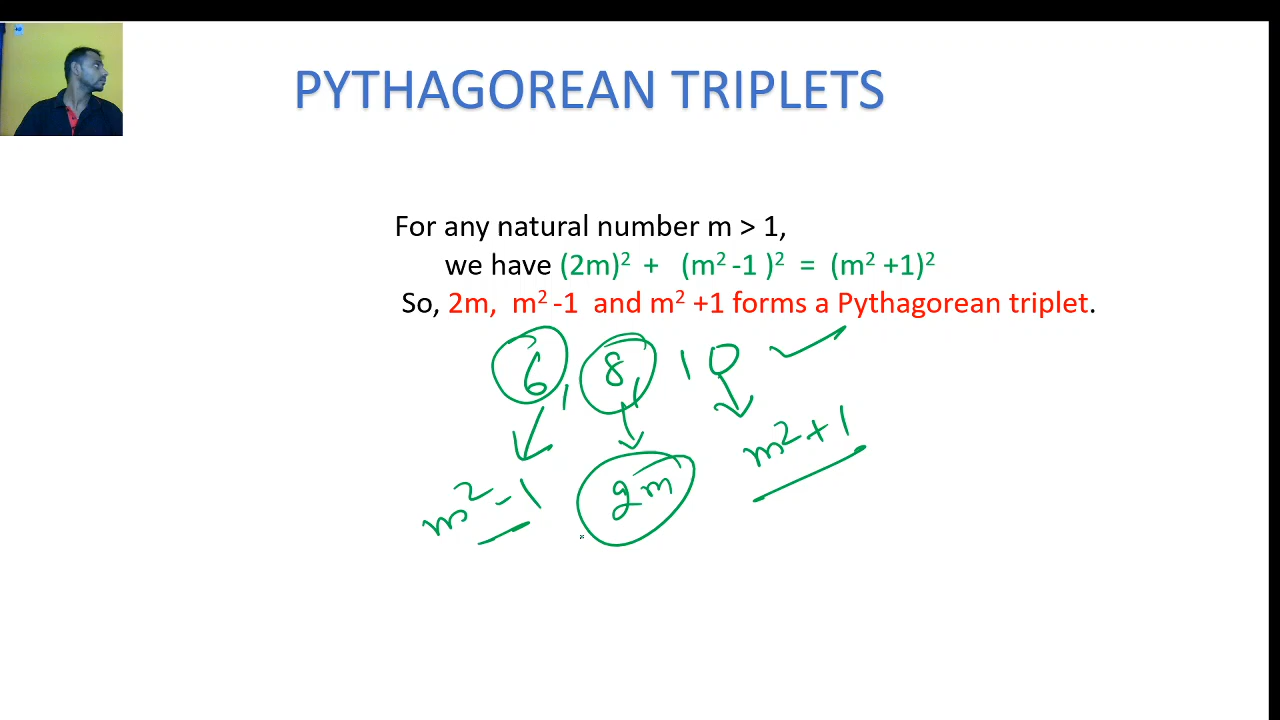 PYTHAGOREAN TRIPLETS
For any natural number m > 1,
we have (2m)² + (m² -1 )² = (m² +1)²
So, 2m, m² -1 and m² +1 forms a Pythagorean triplet.
6, 8, 10
m² - 1 2m m² + 1